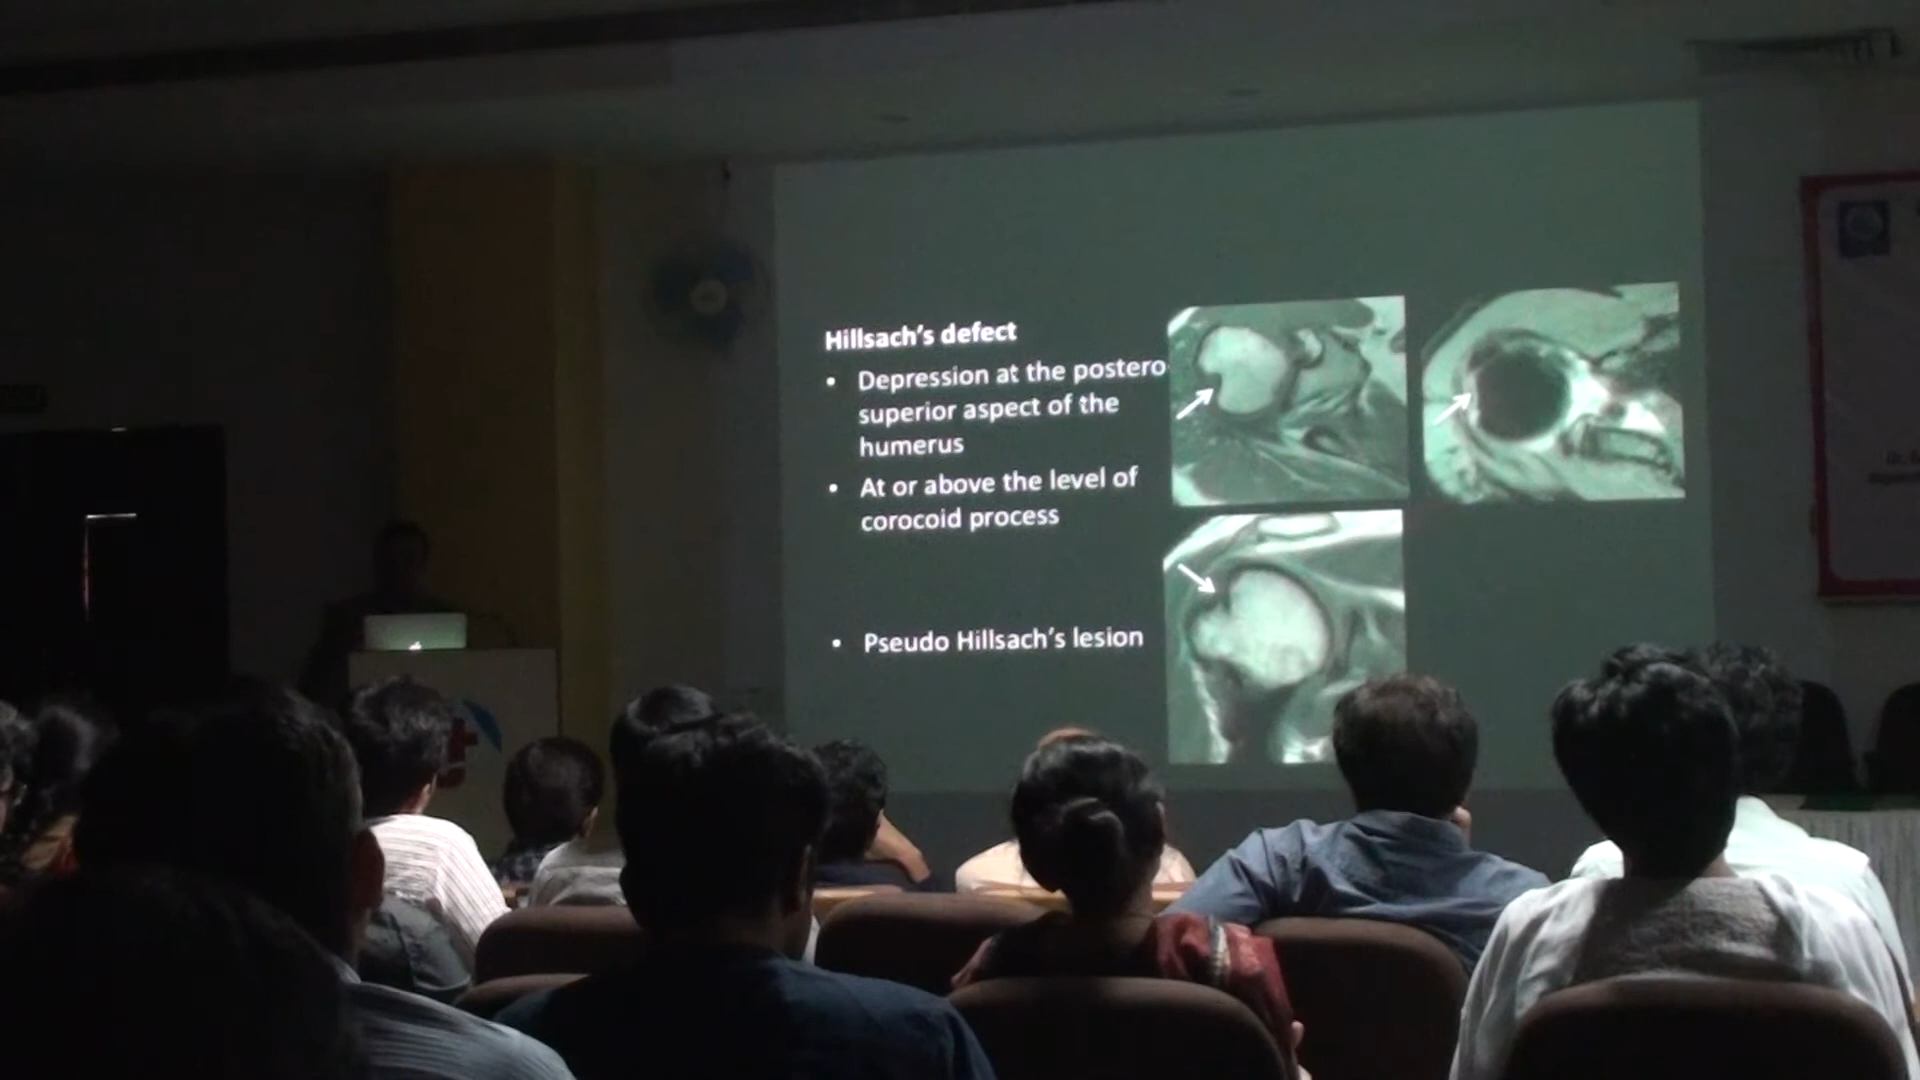 Hillsach's defect
• Depression at the postero
superior aspect of the
humerus
• At or above the level of
corocoid process
• Pseudo Hillsach's lesion